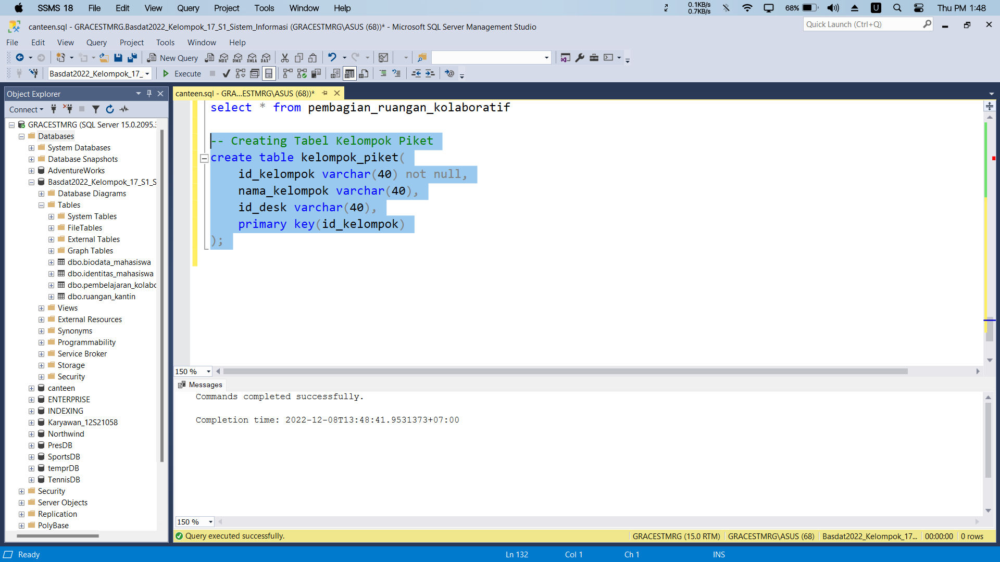 SSMS 18 File Edit View Query Project Tools Window Help
0.1KB/s
0.7KB/s
68%
U
Thu PM 1:48
canteen.sql - GRACESTMRG.Basdat2022_Kelompok_17_S1_Sistem_Informasi (GRACESTMRG\ASUS (68))* - Microsoft SQL Server Management Studio
Quick Launch (Ctrl+Q)
File Edit View Query Project Tools Window Help
New Query
MDX DMX XMLA DAX
Basdat2022_Kelompok_17_
Execute
Object Explorer
canteen.sql - GRA...ESTMRG\ASUS (68))*
Connect
GRACESTMRG (SQL Server 15.0.2095.3
Databases
System Databases
Database Snapshots
AdventureWorks
Basdat2022_Kelompok_17_S1_S
Database Diagrams
Tables
System Tables
FileTables
External Tables
Graph Tables
dbo.biodata_mahasiswa
dbo.identitas_mahasiswa
dbo.pembelajaran_kolabo
dbo.ruangan_kantin
Views
External Resources
Synonyms
Programmability
Service Broker
Storage
Security
canteen
ENTERPRISE
INDEXING
Karyawan_12S21058
Northwind
PresDB
SportsDB
temprDB
TennisDB
Security
Server Objects
Replication
PolyBase
select * from pembagian_ruangan_kolaboratif
-- Creating Tabel Kelompok Piket
create table kelompok_piket(
id_kelompok varchar(40) not null,
nama_kelompok varchar(40),
id_desk varchar(40),
primary key(id_kelompok)
);
150 %
Messages
Commands completed successfully.
Completion time: 2022-12-08T13:48:41.9531373+07:00
150 %
Query executed successfully.
GRACESTMRG (15.0 RTM) GRACESTMRG\ASUS (68) Basdat2022_Kelompok_17... 00:00:00 0 rows
Ready Ln 132 Col 1 Ch 1 INS